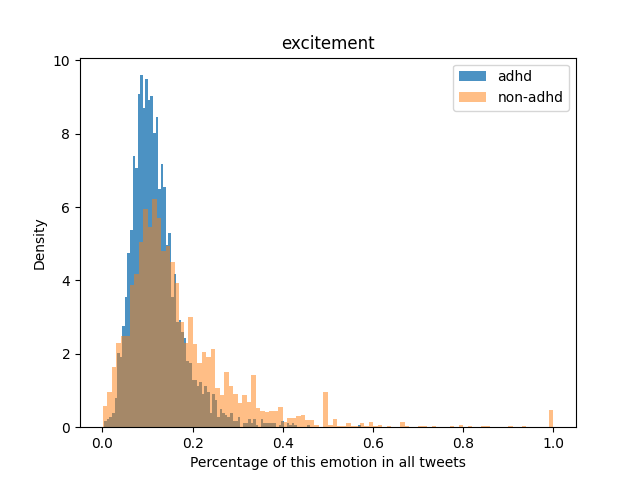 excitement
adhd
non-adhd
10
8
6
4
2
0
Density
0.0 0.2 0.4 0.6 0.8 1.0
Percentage of this emotion in all tweets